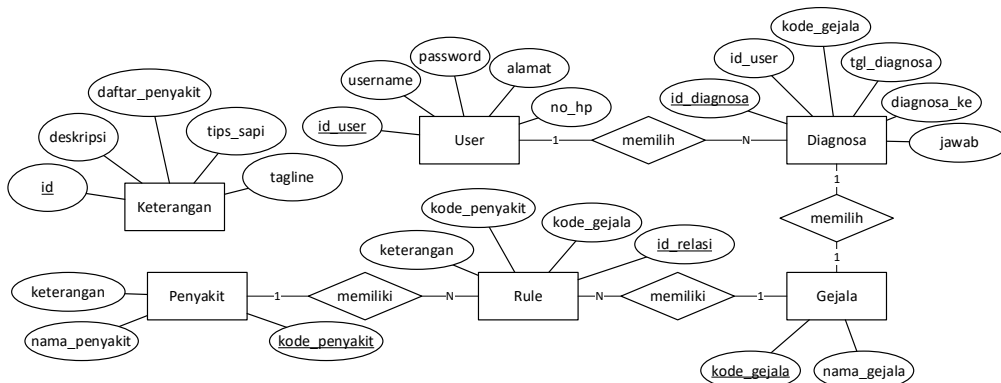 kode_gejala
password
id_user
tgl_diagnosa
username
alamat
daftar_penyakit
id_diagnosa
diagnosa_ke
no_hp
id_user
User
1
memilih
N
Diagnosa
jawab
deskripsi
tips_sapi
id
tagline
Keterangan
1
kode_penyakit
kode_gejala
memilih
keterangan
id_relasi
1
keterangan
Penyakit
1
memiliki
N
Rule
N
memiliki
1
Gejala
nama_penyakit
kode_penyakit
kode_gejala
nama_gejala